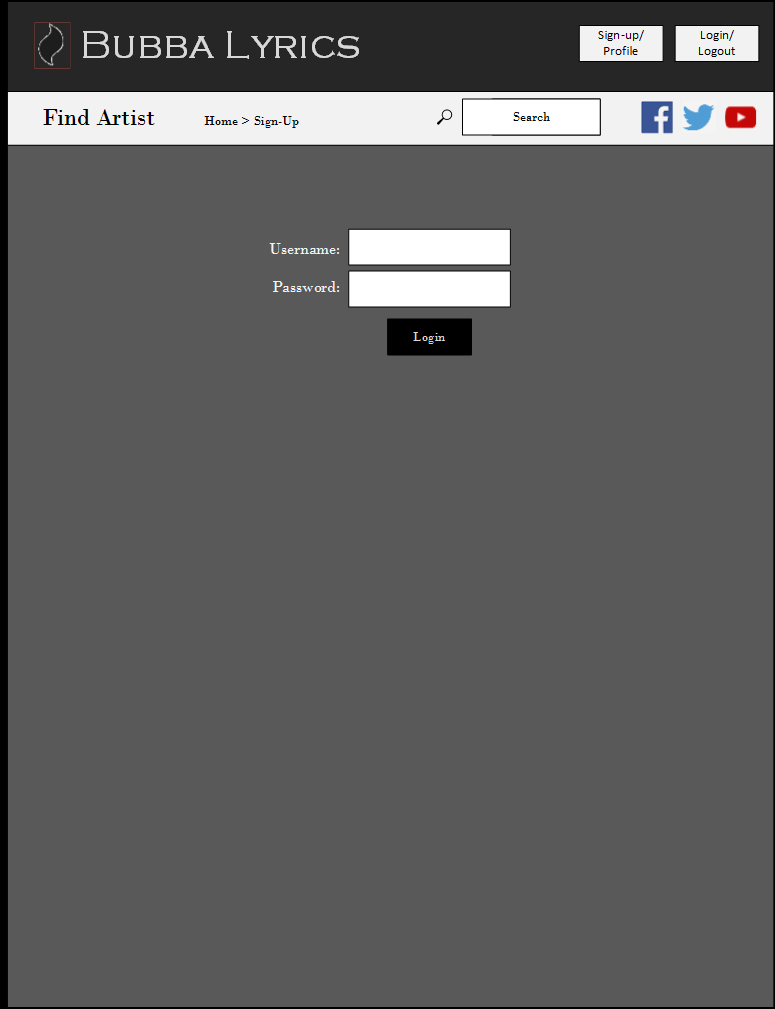 Bubba Lyrics
Sign-up/
Profile
Login/
Logout
Find Artist
Home > Sign-Up
Search
Username:
Password:
Login